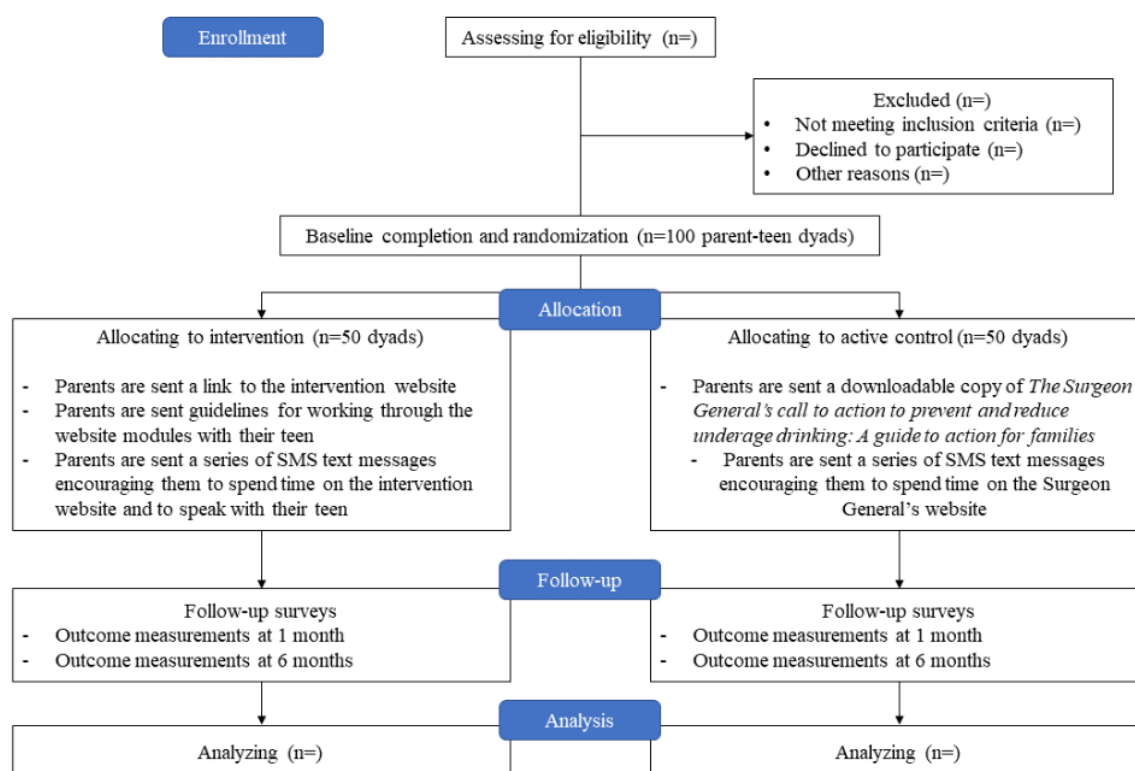 Enrollment
Assessing for eligibility (n=)
Excluded (n=)
• Not meeting inclusion criteria (n=)
• Declined to participate (n=)
• Other reasons (n=)
Baseline completion and randomization (n=100 parent-teen dyads)
Allocation
Allocating to intervention (n=50 dyads)
- Parents are sent a link to the intervention website
- Parents are sent guidelines for working through the
website modules with their teen
- Parents are sent a series of SMS text messages
encouraging them to spend time on the intervention
website and to speak with their teen
Allocating to active control (n=50 dyads)
- Parents are sent a downloadable copy of The Surgeon
General's call to action to prevent and reduce
underage drinking: A guide to action for families
- Parents are sent a series of SMS text messages
encouraging them to spend time on the Surgeon
General's website
Follow-up
Follow-up surveys
- Outcome measurements at 1 month
- Outcome measurements at 6 months
Follow-up surveys
- Outcome measurements at 1 month
- Outcome measurements at 6 months
Analysis
Analyzing (n=)
Analyzing (n=)